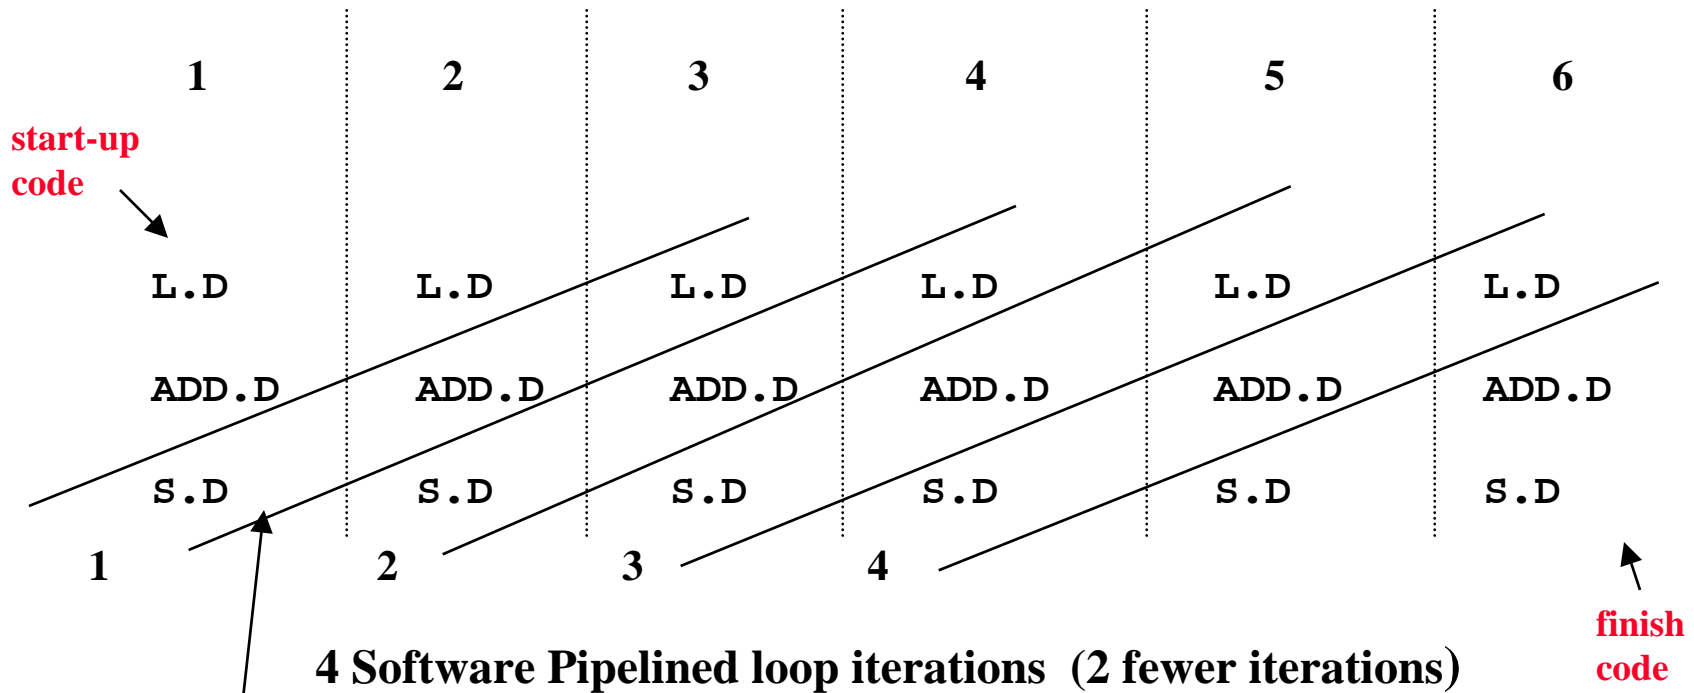 1 2 3 4 5 6
start-up
code
L.D L.D L.D L.D L.D L.D
ADD.D ADD.D ADD.D ADD.D ADD.D ADD.D
S.D S.D S.D S.D S.D S.D
1 2 3 4
finish
code
4 Software Pipelined loop iterations (2 fewer iterations)